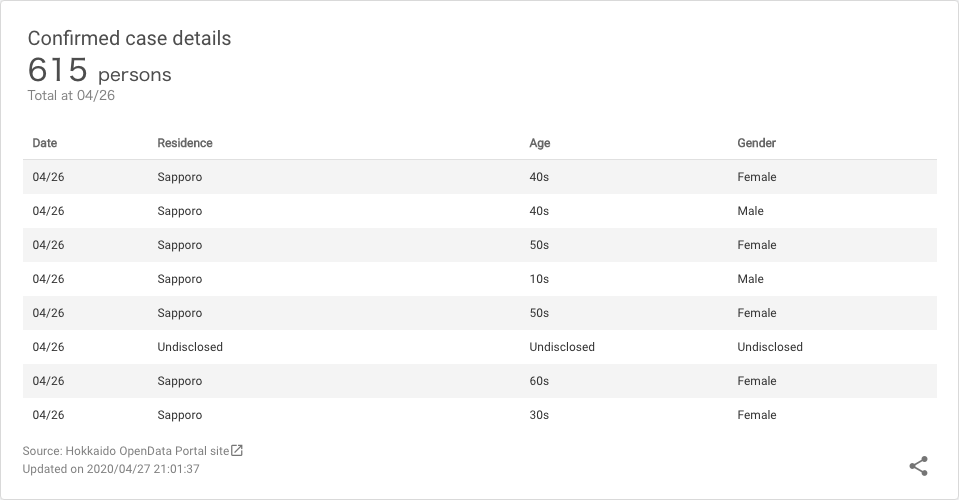 Confirmed case details
615 persons
Total at 04/26
Date Residence Age Gender
04/26 Sapporo 40s Female
04/26 Sapporo 40s Male
04/26 Sapporo 50s Female
04/26 Sapporo 10s Male
04/26 Sapporo 50s Female
04/26 Undisclosed Undisclosed Undisclosed
04/26 Sapporo 60s Female
04/26 Sapporo 30s Female
Source: Hokkaido OpenData Portal site
Updated on 2020/04/27 21:01:37